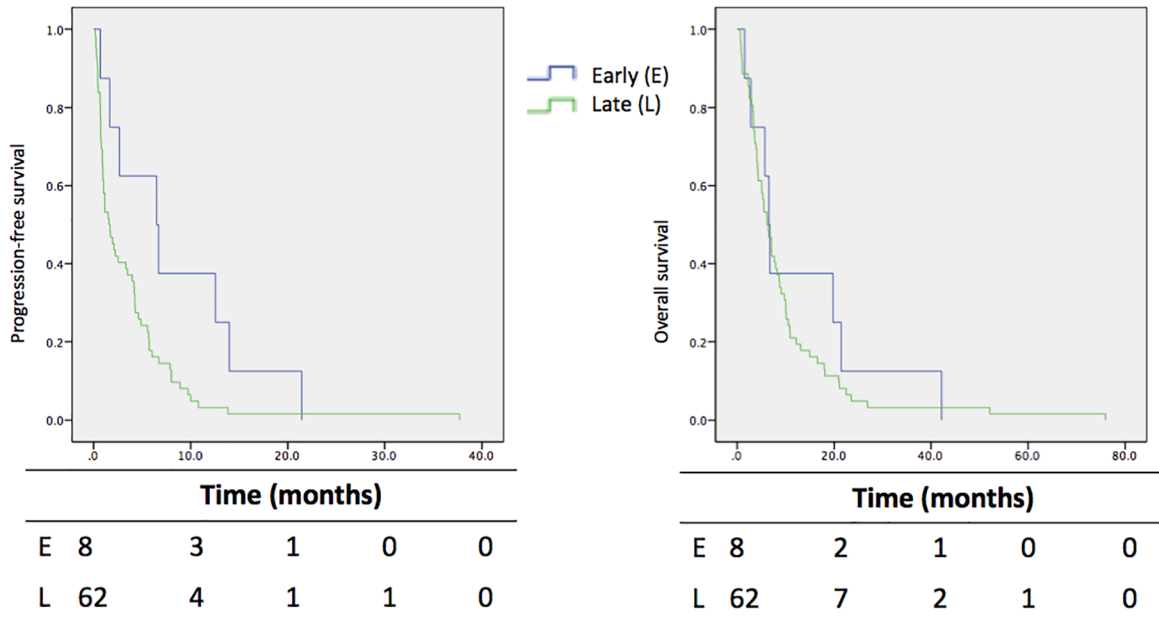 Progression-free survival
1.0
0.8
0.6
0.4
0.2
0.0
.0 10.0 20.0 30.0 40.0
Time (months)
E 8 3 1 0 0
L 62 4 1 1 0
Early (E)
Late (L)
Overall survival
1.0
0.8
0.6
0.4
0.2
0.0
.0 20.0 40.0 60.0 80.0
Time (months)
E 8 2 1 0 0
L 62 7 2 1 0